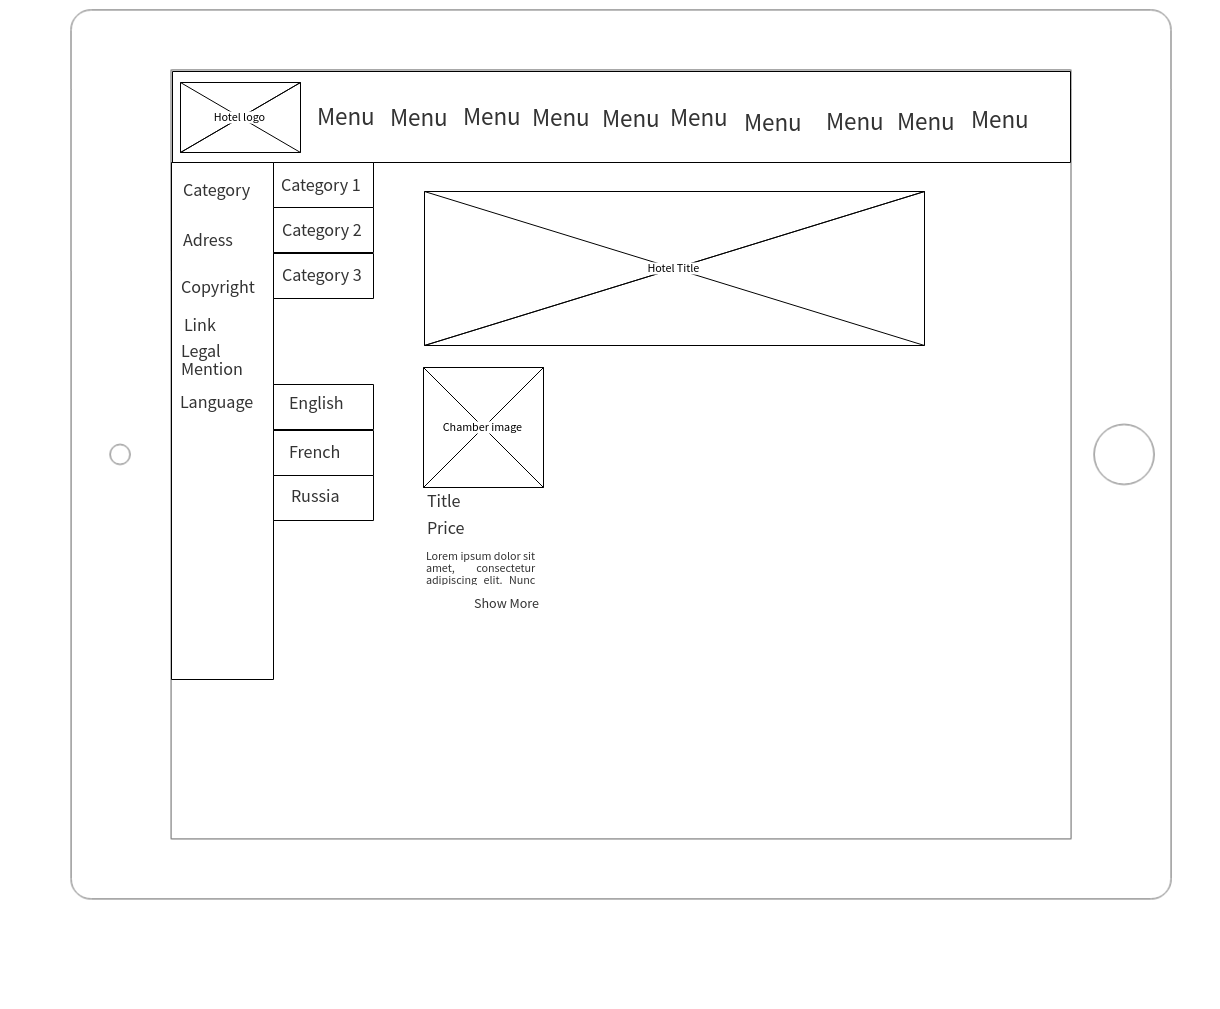 Hotel logo
Menu Menu Menu Menu Menu Menu Menu Menu Menu Menu
Category
Adress
Copyright
Link
Legal
Mention
Language
Category 1
Category 2
Category 3
English
French
Russia
Hotel Title
Chamber image
Title
Price
Lorem ipsum dolor sit
amet, consectetur
adipiscing elit. Nunc
Show More